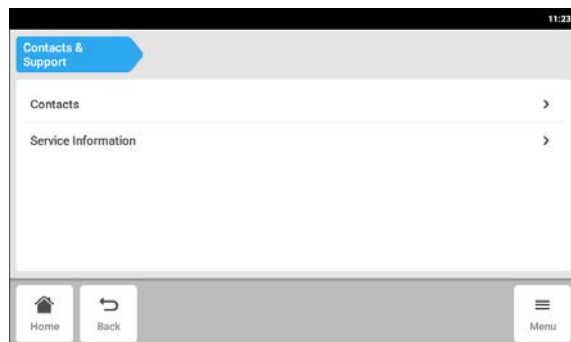 11:23
Contacts &
Support
Contacts
Service Information
Home
Back
Menu